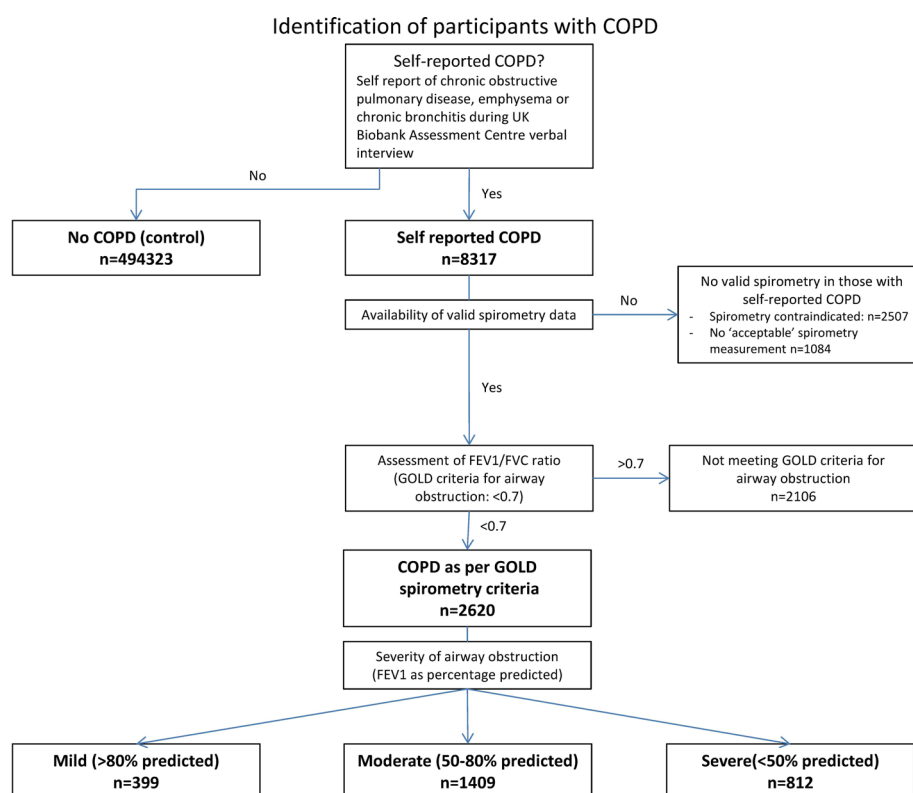 Identification of participants with COPD
Self-reported COPD?
Self report of chronic obstructive
pulmonary disease, emphysema or
chronic bronchitis during UK
Biobank Assessment Centre verbal
interview
No
Yes
No COPD (control)
n=494323
Self reported COPD
n=8317
Availability of valid spirometry data
No
No valid spirometry in those with
self-reported COPD
- Spirometry contraindicated: n=2507
- No ‘acceptable’ spirometry
measurement n=1084
Yes
Assessment of FEV1/FVC ratio
(GOLD criteria for airway
obstruction: <0.7)
>0.7
Not meeting GOLD criteria for
airway obstruction
n=2106
<0.7
COPD as per GOLD
spirometry criteria
n=2620
Severity of airway obstruction
(FEV1 as percentage predicted)
Mild (>80% predicted)
n=399
Moderate (50-80% predicted)
n=1409
Severe(<50% predicted)
n=812